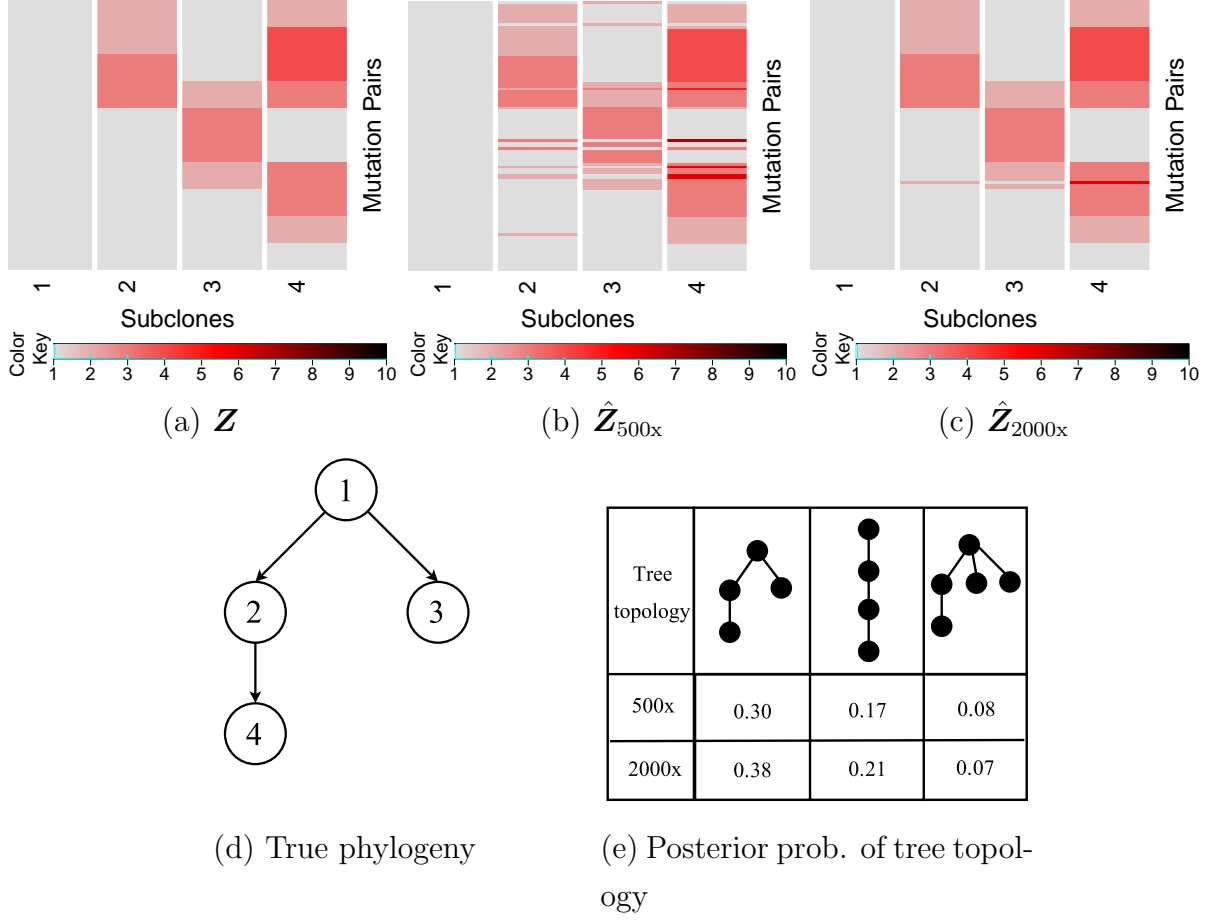 Mutation Pairs
1 2 3 4
Subclones
Color Key
1 2 3 4 5 6 7 8 9 10
(a) Z
Mutation Pairs
1 2 3 4
Subclones
Color Key
1 2 3 4 5 6 7 8 9 10
(b) Ẑ500x
Mutation Pairs
1 2 3 4
Subclones
Color Key
1 2 3 4 5 6 7 8 9 10
(c) Ẑ2000x
1
2 3
4
(d) True phylogeny
Tree
topology
500x 0.30 0.17 0.08
2000x 0.38 0.21 0.07
(e) Posterior prob. of tree topol-
ogy